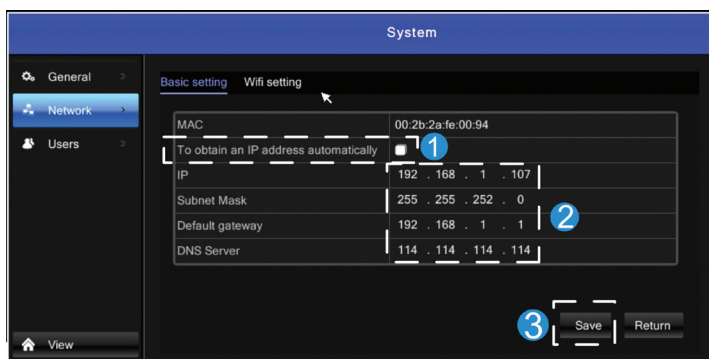 System
General
Network
Users
View
Basic setting Wifi setting
MAC 00:2b:2a:fe:00:94
To obtain an IP address automatically 1
IP 192 . 168 . 1 . 107
Subnet Mask 255 . 255 . 252 . 0
2
Default gateway 192 . 168 . 1 . 1
DNS Server 114 . 114 . 114 . 114
3 Save Return